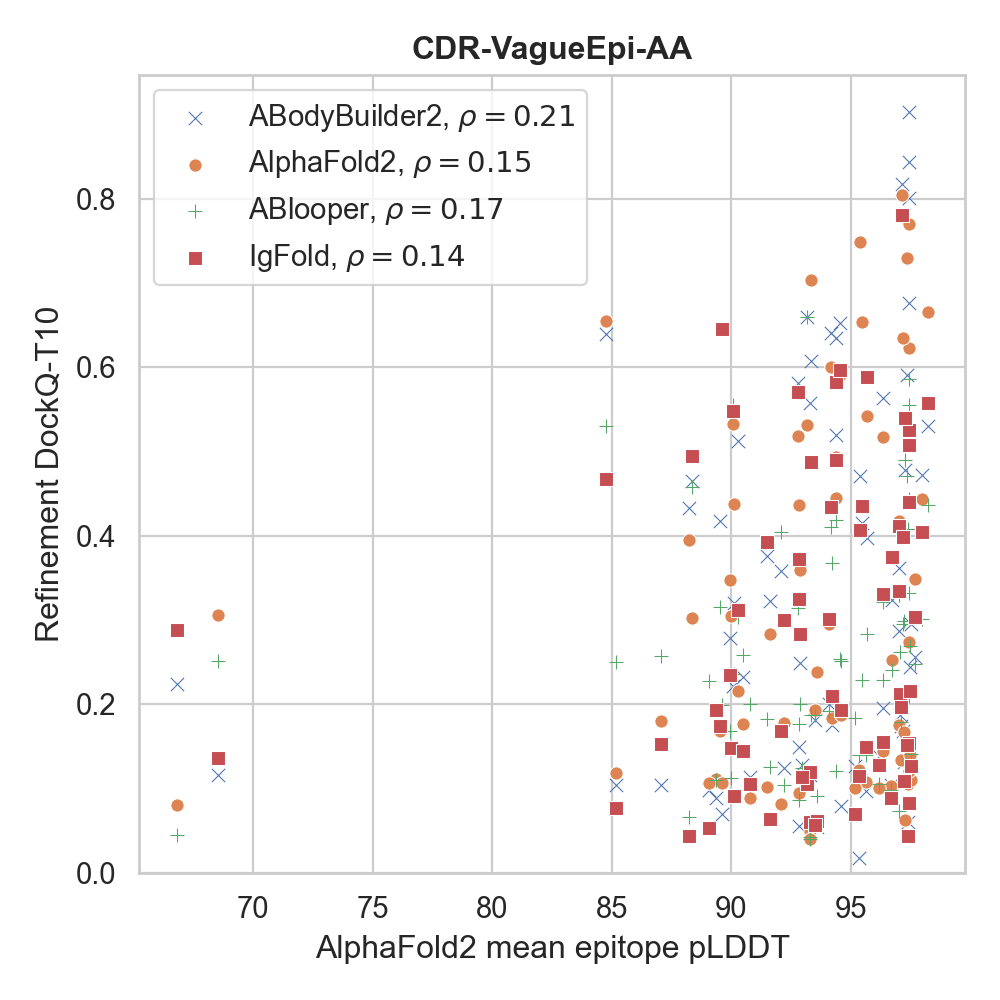 CDR-VagueEpi-AA
ABodyBuilder2, ρ = 0.21
AlphaFold2, ρ = 0.15
ABlooper, ρ = 0.17
IgFold, ρ = 0.14
Refinement DockQ-T10
0.8
0.6
0.4
0.2
0.0
70 75 80 85 90 95
AlphaFold2 mean epitope pLDDT